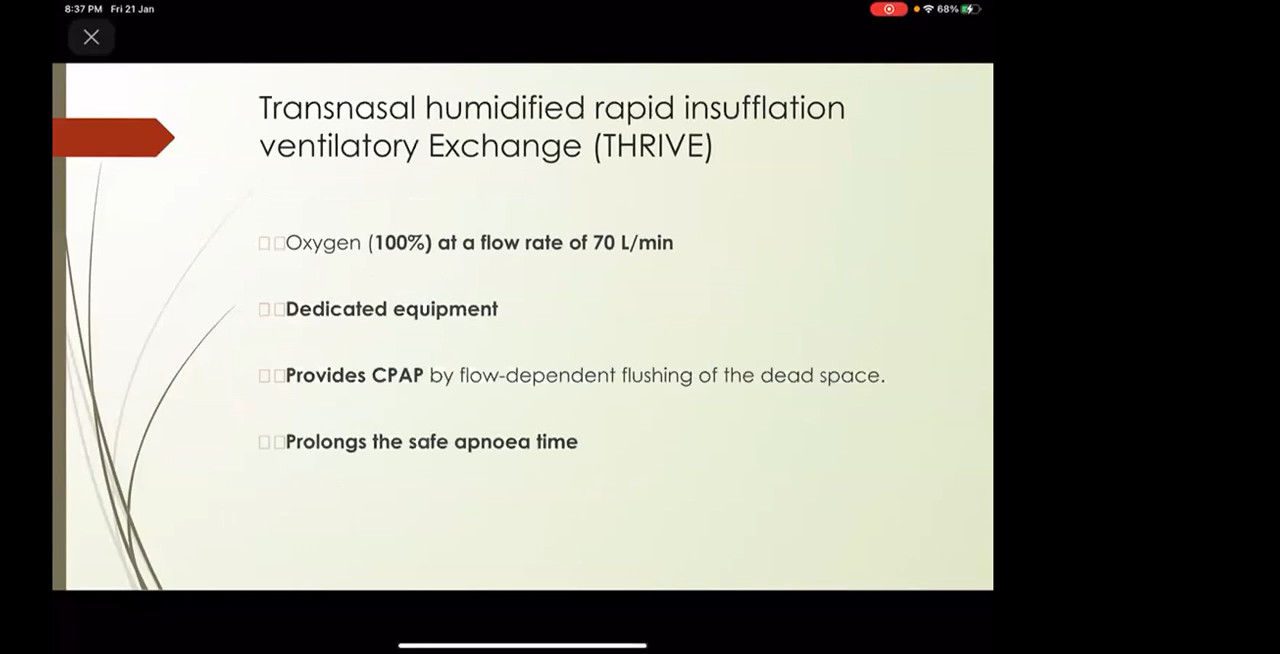 8:37 PM Fri 21 Jan
68%
Transnasal humidified rapid insufflation
ventilatory Exchange (THRIVE)
Oxygen (100%) at a flow rate of 70 L/min
Dedicated equipment
Provides CPAP by flow-dependent flushing of the dead space.
Prolongs the safe apnoea time